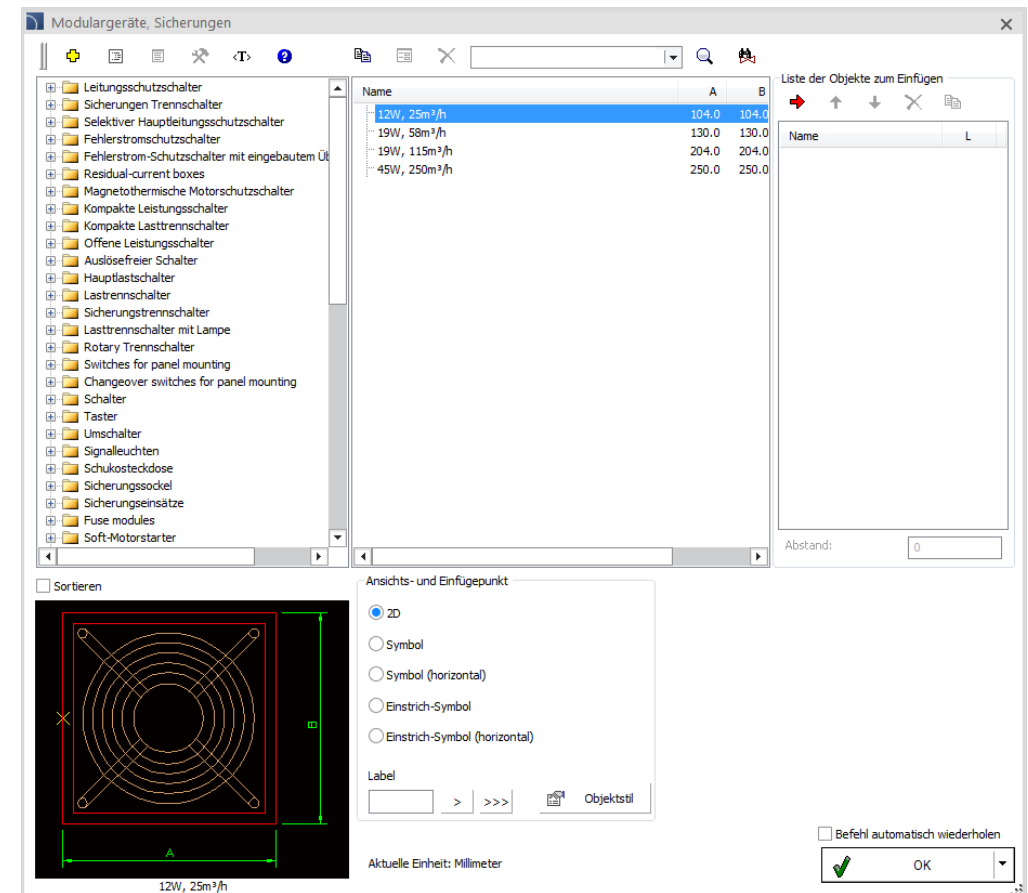 Modulargeräte, Sicherungen
<T>
Leitungsschutzschalter
Sicherungen Trennschalter
Selektiver Hauptleitungsschutzschalter
Fehlerstromschutzschalter
Fehlerstrom-Schutzschalter mit eingebautem Üb
Residual-current boxes
Magnetothermische Motorschutzschalter
Kompakte Leistungsschalter
Kompakte Lasttrennschalter
Offene Leistungsschalter
Auslösefreier Schalter
Hauptlastschalter
Lastrennschalter
Sicherungstrennschalter
Lasttrennschalter mit Lampe
Rotary Trennschalter
Switches for panel mounting
Changeover switches for panel mounting
Schalter
Taster
Umschalter
Signalleuchten
Schukosteckdose
Sicherungssockel
Sicherungseinsätze
Fuse modules
Soft-Motorstarter
Name A B
12W, 25m³/h 104.0 104.0
19W, 58m³/h 130.0 130.0
19W, 115m³/h 204.0 204.0
45W, 250m³/h 250.0 250.0
Liste der Objekte zum Einfügen
Name L
Abstand: 0
Sortieren
B
A
12W, 25m³/h
Ansichts- und Einfügepunkt
2D
Symbol
Symbol (horizontal)
Einstrich-Symbol
Einstrich-Symbol (horizontal)
Label
> >>> Objektstil
Aktuelle Einheit: Millimeter
Befehl automatisch wiederholen
OK